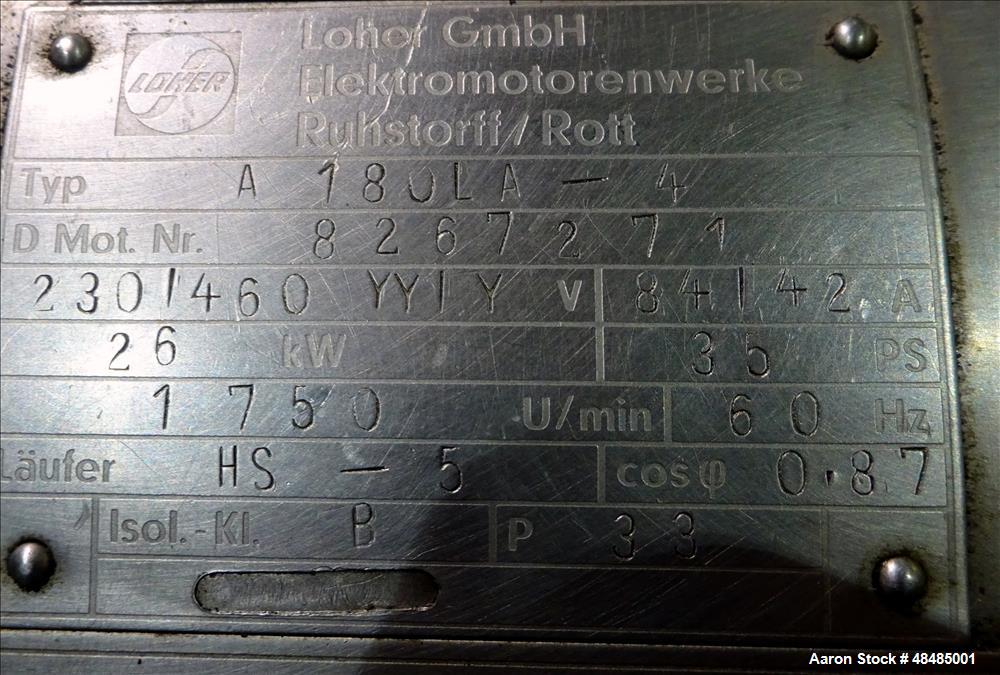 LOHER
Loher GmbH
Elektromotorenwerke
Ruhstorff/Rott
Typ A 180LA - 4
D Mot. Nr. 8267271
230/460 YY/Y V 84/42 A
26 kW 35 PS
1750 U/min 60 Hz
Läufer HS - 5 cosφ 0.87
Isol.-Kl. B P 33
Aaron Stock # 48485001